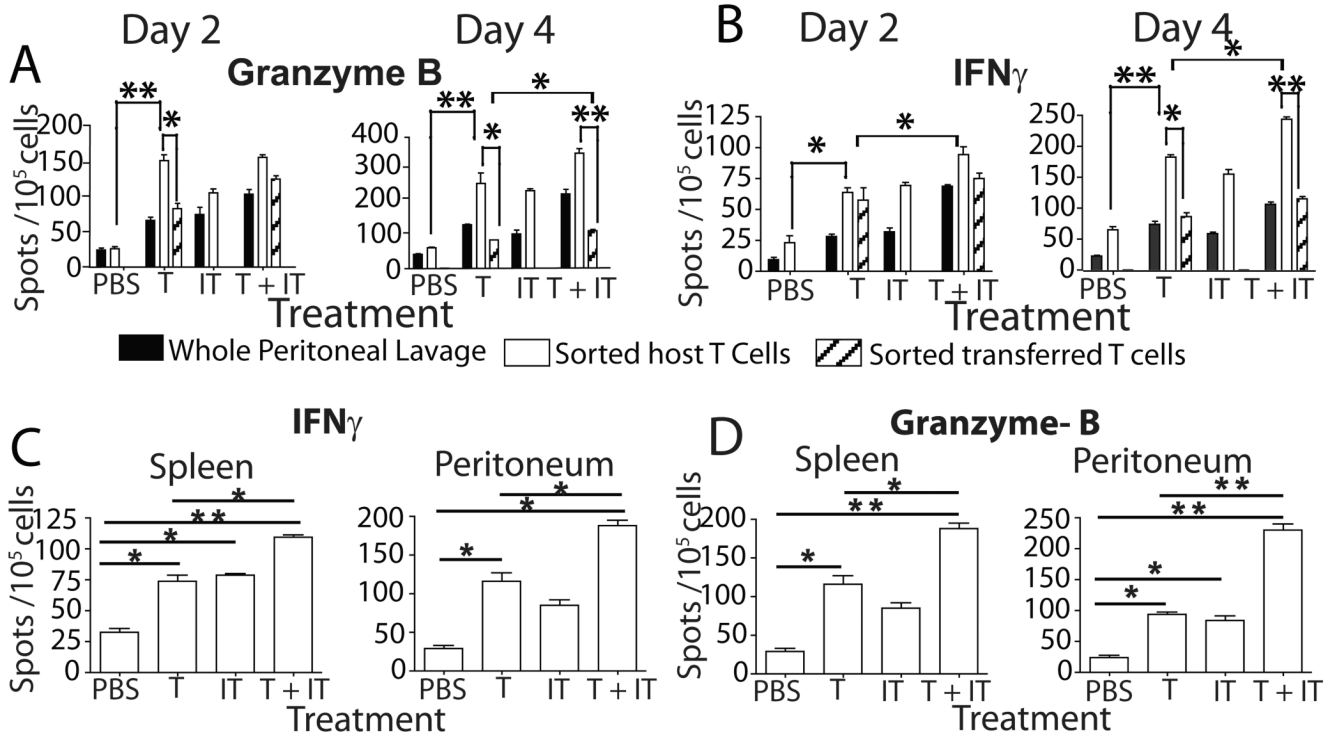 A
Day 2
Day 4
Granzyme B
Spots /10⁵ cells
200
150
100
50
0
** *
PBS T IT T + IT
400
300
200
100
0
** * * **
PBS T IT T + IT
Treatment
B
Day 2
Day 4
IFNγ
Spots /10⁵ cells
125
100
75
50
25
0
* *
PBS T IT T + IT
250
200
150
100
50
0
** * * **
PBS T IT T + IT
Treatment
Whole Peritoneal Lavage
Sorted host T Cells
Sorted transferred T cells
C
IFNγ
Spleen
Peritoneum
Spots /10⁵ cells
125
100
75
50
25
0
*
**
*
*
PBS T IT T + IT
200
150
100
50
0
*
*
*
PBS T IT T + IT
Treatment
D
Granzyme- B
Spleen
Peritoneum
Spots /10⁵ cells
200
150
100
50
0
*
**
*
PBS T IT T + IT
250
200
150
150
100
50
0
**
**
*
*
PBS T IT T + IT
Treatment